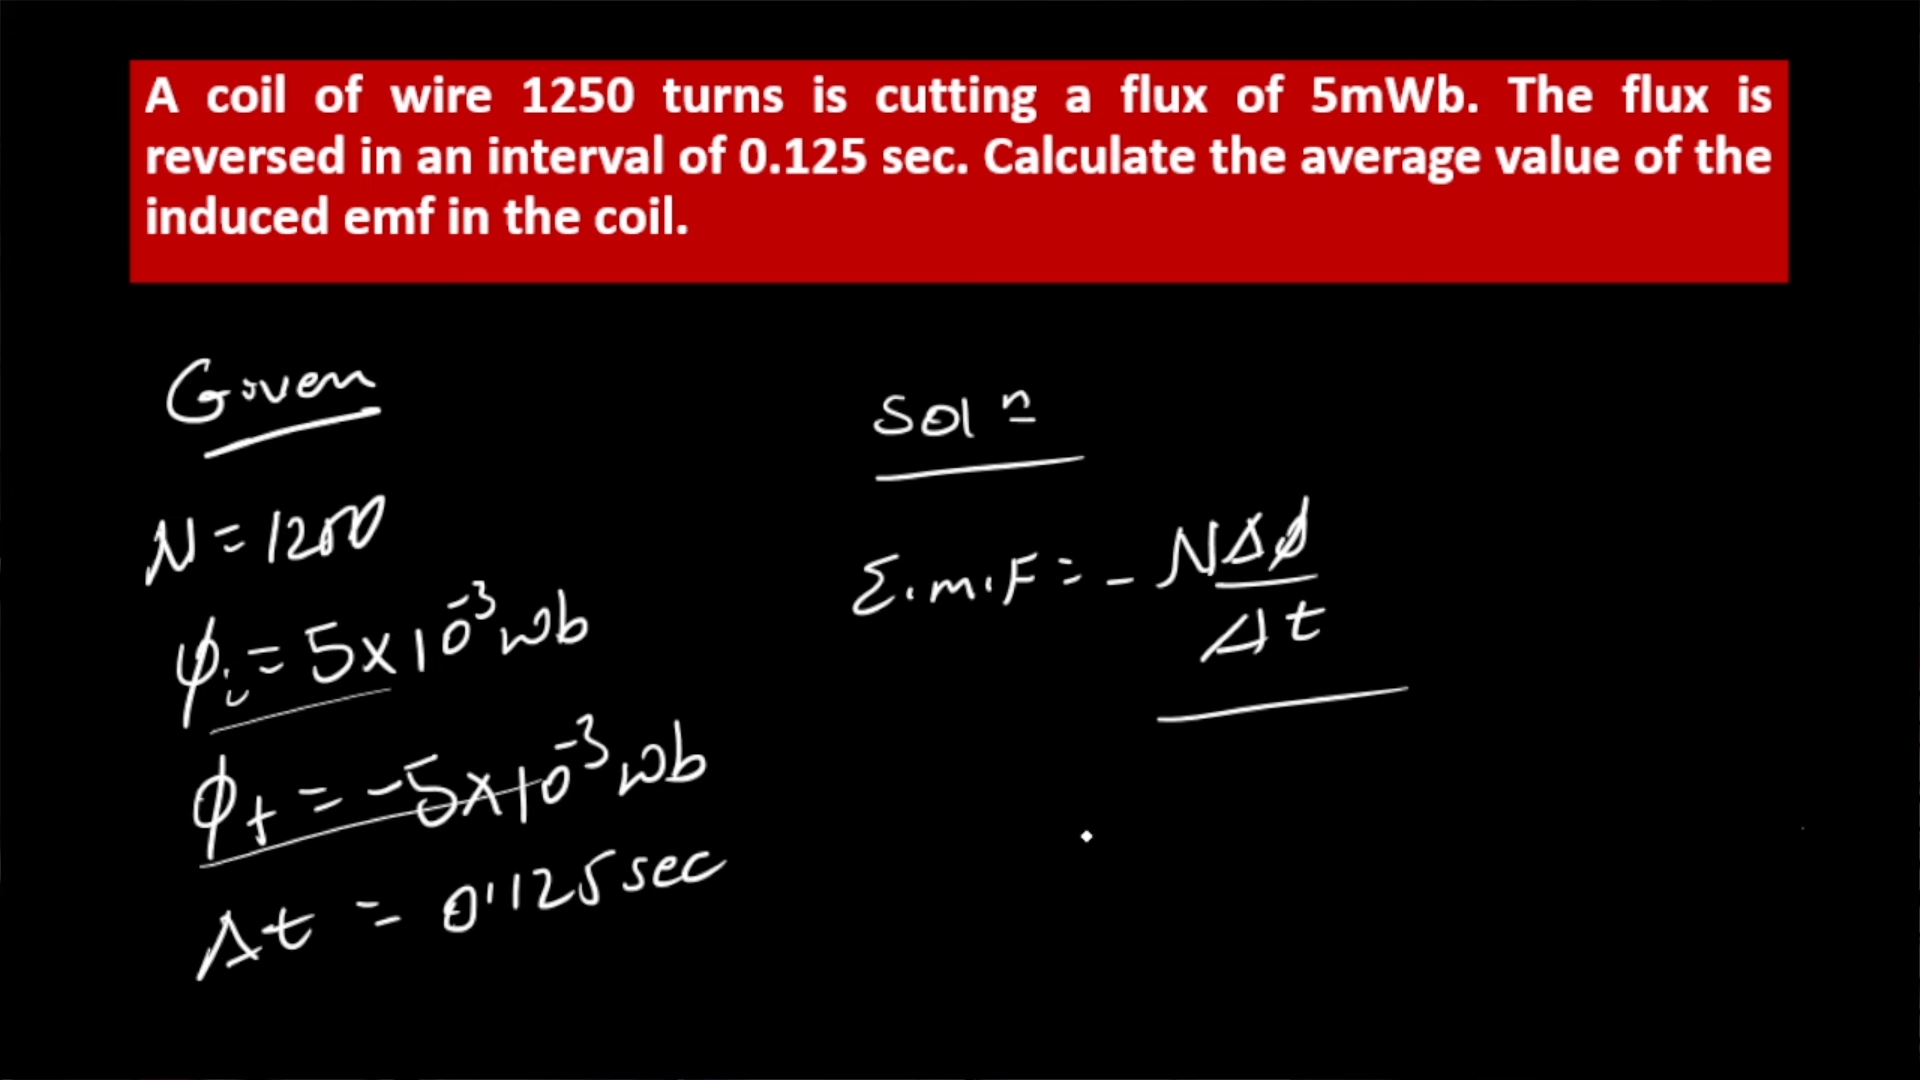 A coil of wire 1250 turns is cutting a flux of 5mWb. The flux is
reversed in an interval of 0.125 sec. Calculate the average value of the
induced emf in the coil.
Given
N = 1250
φi = 5×10⁻³ wb
φf = -5×10⁻³ wb
Δt = 0.125 sec
Solⁿ
E.m.F = - NΔφ
Δt